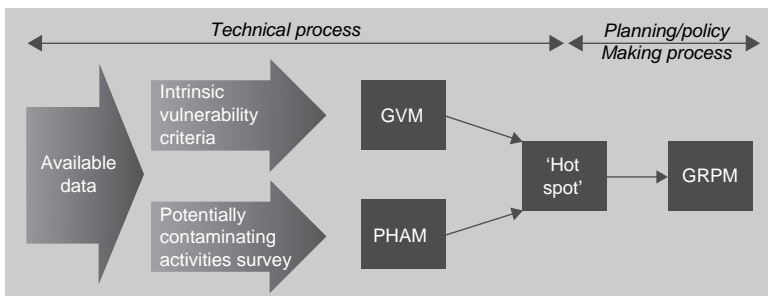 Technical process
Planning/policy
Making process
Available
data
Intrinsic
vulnerability
criteria
GVM
Potentially
contaminating
activities survey
PHAM
‘Hot
spot’
GRPM